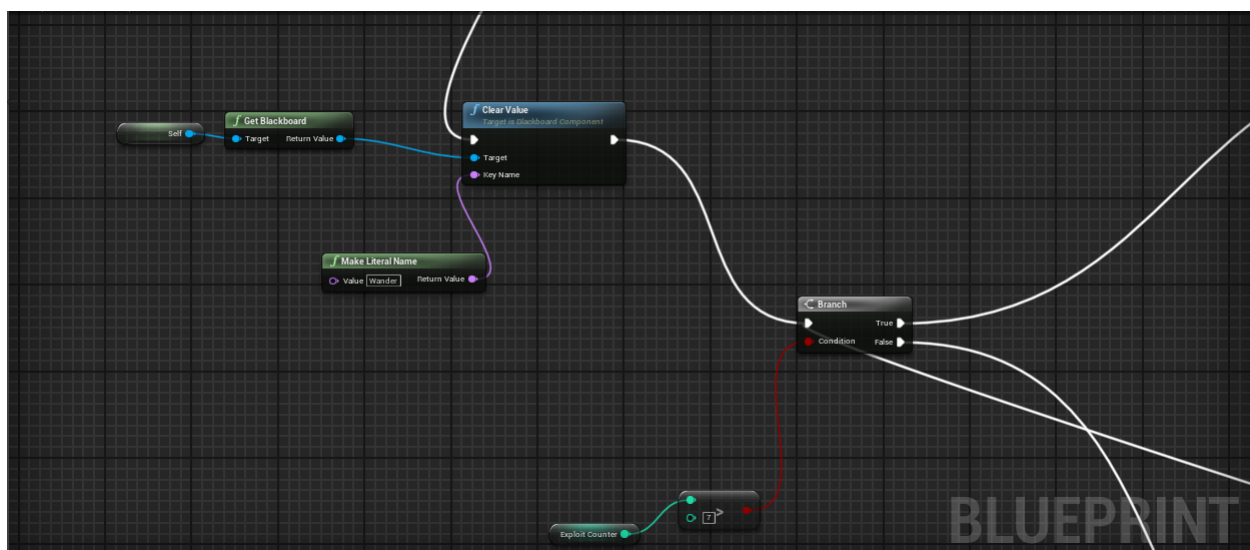 Clear Value
Target is Blackboard Component
Get Blackboard
Self
Target Return Value
Target
Key Name
Make Literal Name
Value Wander Return Value
Branch
True
Condition False
7 >
Exploit Counter
BLUEPRINT